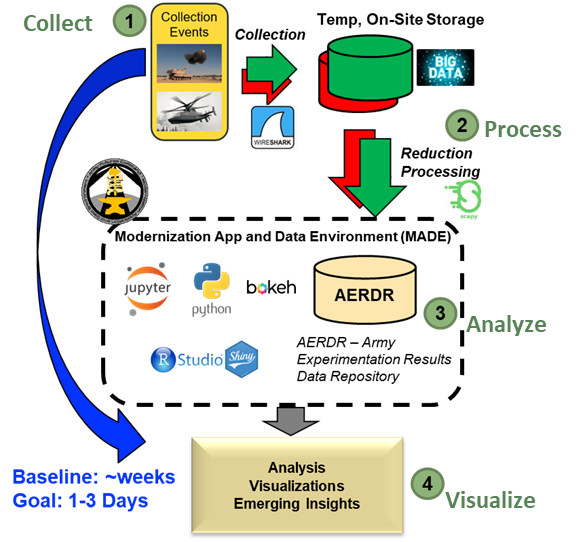 Collect
1
Collection
Events
Collection
WIRESHARK
Temp, On-Site Storage
BIG
DATA
2
Process
Reduction
Processing
scapy
Modernization App and Data Environment (MADE)
jupyter
python
bokeh
AERDR
3
Analyze
R Studio
Shiny
AERDR – Army
Experimentation Results
Data Repository
Baseline: ~weeks
Goal: 1-3 Days
Analysis
Visualizations
Emerging Insights
4
Visualize